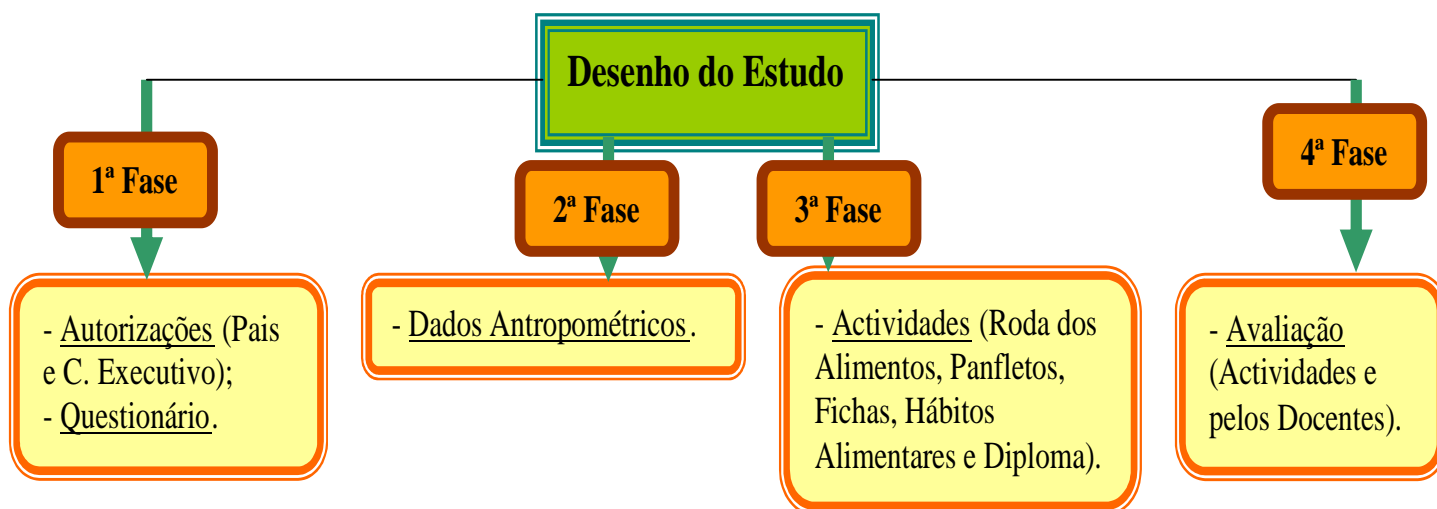 Desenho do Estudo
1ª Fase
- Autorizações (Pais
e C. Executivo);
- Questionário.
2ª Fase
- Dados Antropométricos.
3ª Fase
- Actividades (Roda dos
Alimentos, Panfletos,
Fichas, Hábitos
Alimentares e Diploma).
4ª Fase
- Avaliação
(Actividades e
pelos Docentes).